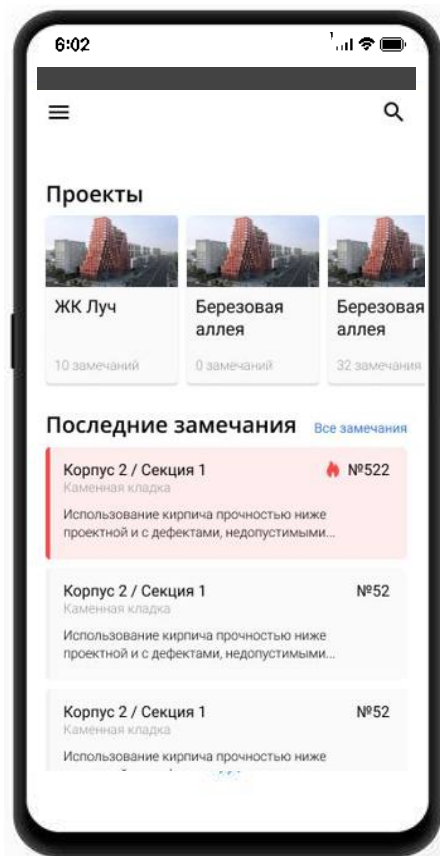 6:02
Проекты
ЖК Луч
10 замечаний
Березовая
аллея
0 замечаний
Березовая
аллея
32 замечания
Последние замечания Все замечания
Корпус 2 / Секция 1 №522
Каменная кладка
Использование кирпича прочностью ниже
проектной и с дефектами, недопустимыми...
Корпус 2 / Секция 1 №52
Каменная кладка
Использование кирпича прочностью ниже
проектной и с дефектами, недопустимыми...
Корпус 2 / Секция 1 №52
Каменная кладка
Использование кирпича прочностью ниже